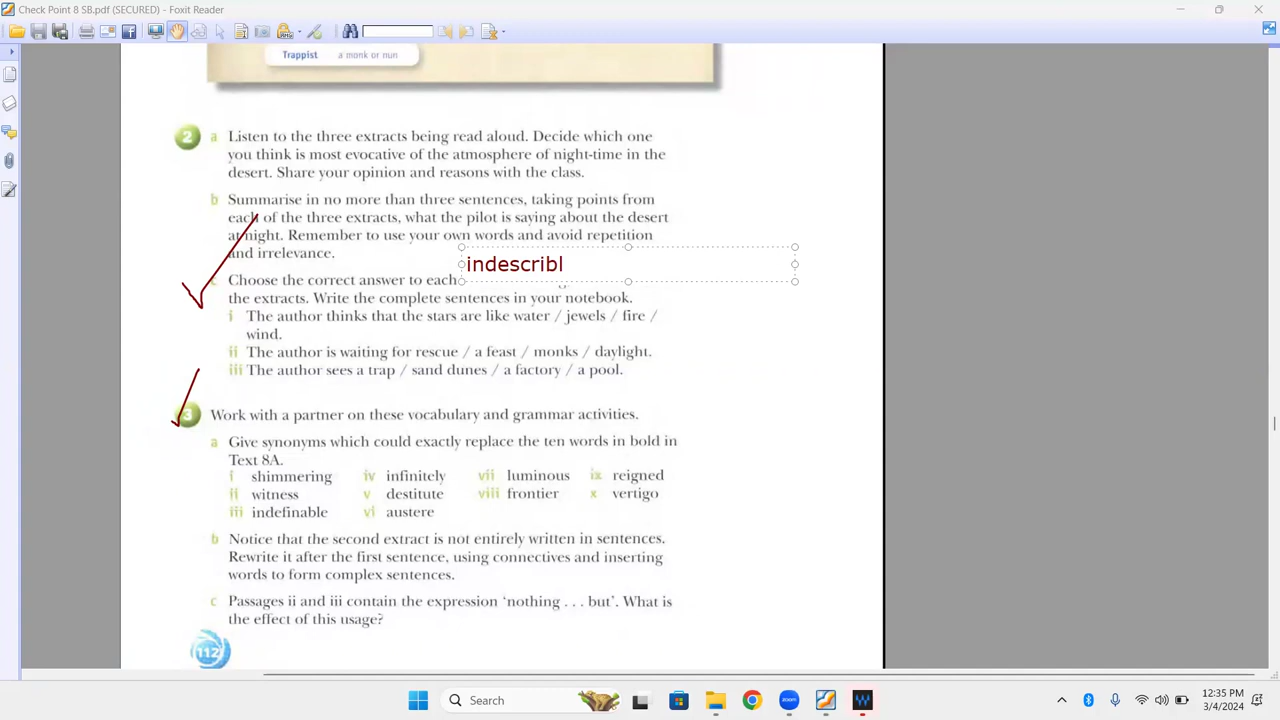 Check Point 8 SB.pdf (SECURED) - Foxit Reader
Trappist a monk or nun
2 a Listen to the three extracts being read aloud. Decide which one
you think is most evocative of the atmosphere of night-time in the
desert. Share your opinion and reasons with the class.
b Summarise in no more than three sentences, taking points from
each of the three extracts, what the pilot is saying about the desert
at night. Remember to use your own words and avoid repetition
and irrelevance.
indescribl
c Choose the correct answer to each
the extracts. Write the complete sentences in your notebook.
i The author thinks that the stars are like water / jewels / fire /
wind.
ii The author is waiting for rescue / a feast / monks / daylight.
iii The author sees a trap / sand dunes / a factory / a pool.
3 Work with a partner on these vocabulary and grammar activities.
a Give synonyms which could exactly replace the ten words in bold in
Text 8A.
i shimmering iv infinitely vii luminous ix reigned
ii witness v destitute viii frontier x vertigo
iii indefinable vi austere
b Notice that the second extract is not entirely written in sentences.
Rewrite it after the first sentence, using connectives and inserting
words to form complex sentences.
c Passages ii and iii contain the expression ‘nothing . . . but’. What is
the effect of this usage?
112
Search
12:35 PM
3/4/2024